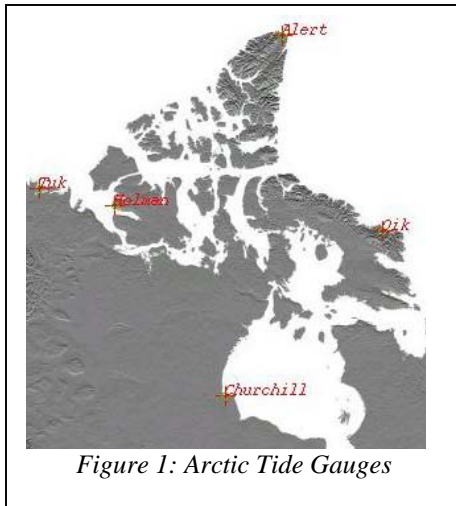 Alert
Tuk
Holman
Qik
Churchill
Figure 1: Arctic Tide Gauges